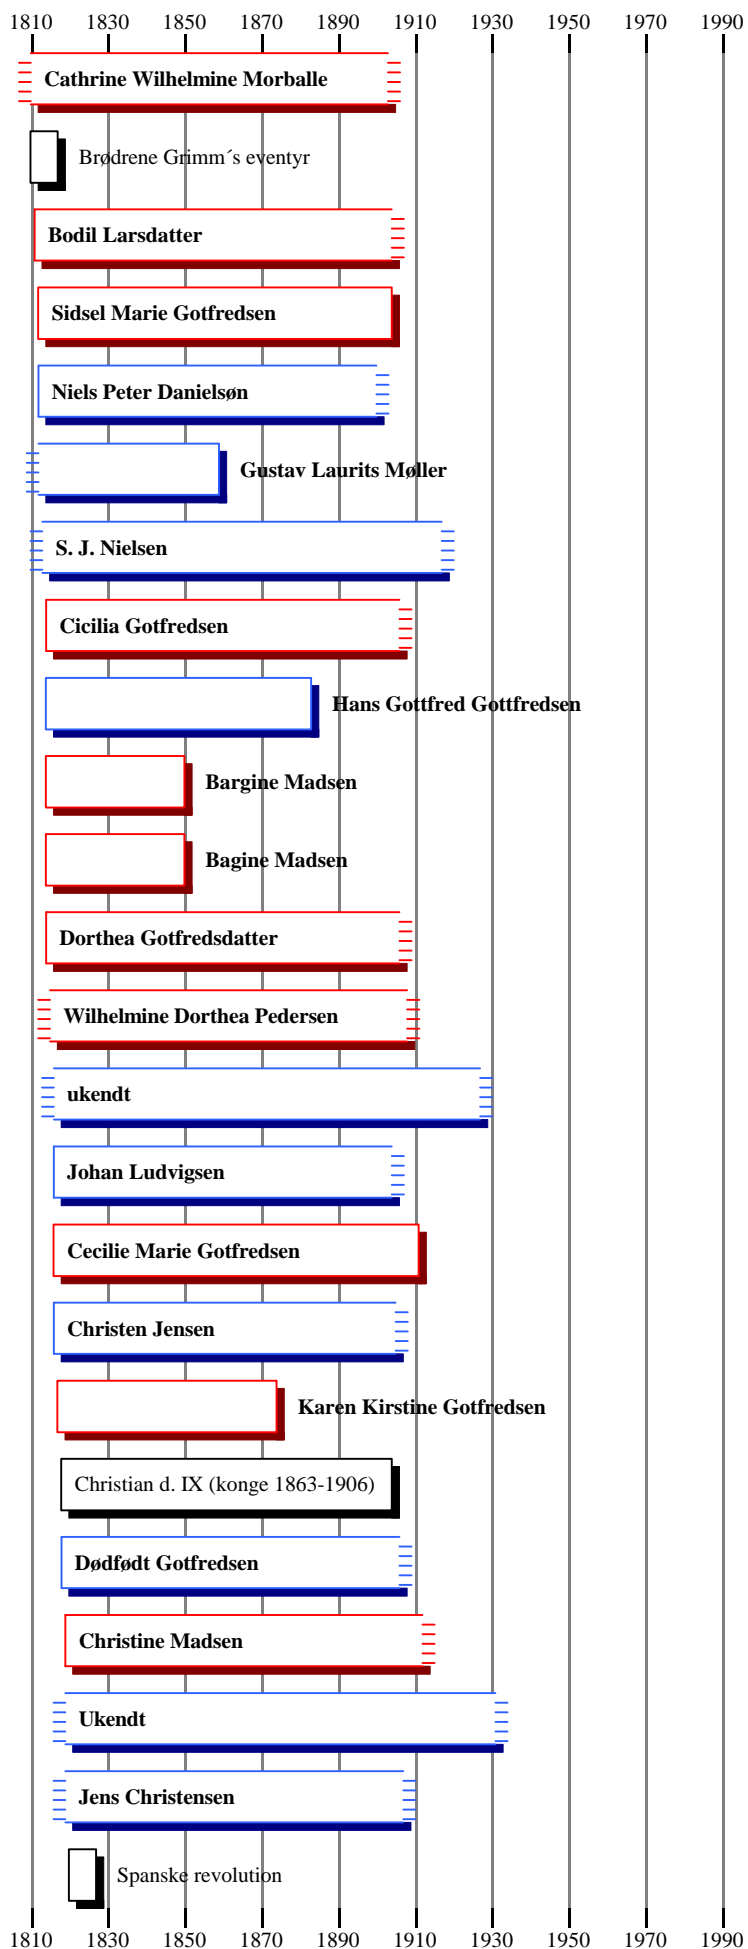 1810 1830 1850 1870 1890 1910 1930 1950 1970 1990
Cathrine Wilhelmine Morballe
Brødrene Grimm´s eventyr
Bodil Larsdatter
Sidsel Marie Gotfredsen
Niels Peter Danielsøn
Gustav Laurits Møller
S. J. Nielsen
Cicilia Gotfredsen
Hans Gottfred Gottfredsen
Bargine Madsen
Bagine Madsen
Dorthea Gotfredsdatter
Wilhelmine Dorthea Pedersen
ukendt
Johan Ludvigsen
Cecilie Marie Gotfredsen
Christen Jensen
Karen Kirstine Gotfredsen
Christian d. IX (konge 1863-1906)
Dødfødt Gotfredsen
Christine Madsen
Ukendt
Jens Christensen
Spanske revolution
1810 1830 1850 1870 1890 1910 1930 1950 1970 1990